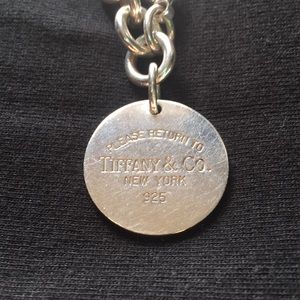 PLEASE RETURN TO
TIFFANY & CO.
NEW YORK
925